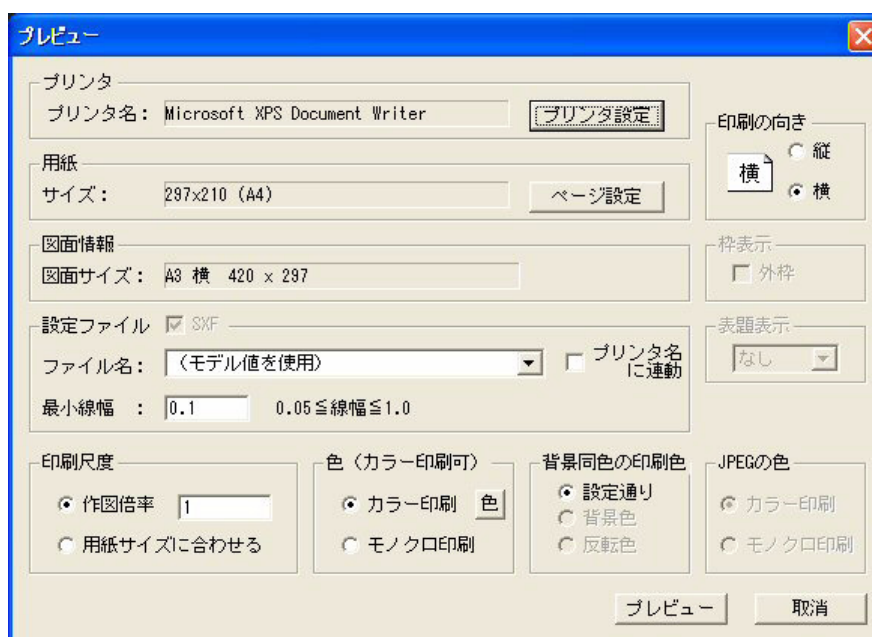 プレビュー
プリンタ
プリンタ名： Microsoft XPS Document Writer プリンタ設定
用紙
サイズ： 297x210 (A4) ページ設定
印刷の向き
横
縦
横
図面情報
図面サイズ： A3 横 420 x 297
枠表示
外枠
設定ファイル SXF
ファイル名： （モデル値を使用） プリンタ名
に連動
最小線幅 ： 0.1 0.05≦線幅≦1.0
表題表示
なし
印刷尺度
作図倍率 1
用紙サイズに合わせる
色（カラー印刷可）
カラー印刷 色
モノクロ印刷
背景同色の印刷色
設定通り
背景色
反転色
JPEGの色
カラー印刷
モノクロ印刷
プレビュー 取消